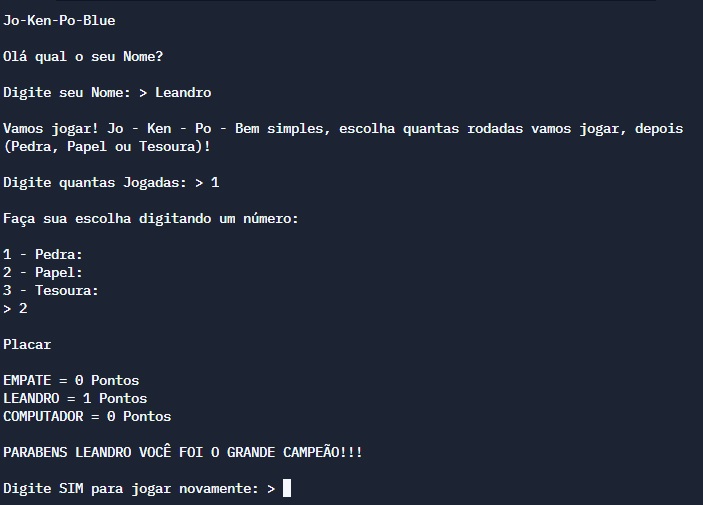 Jo-Ken-Po-Blue
Olá qual o seu Nome?
Digite seu Nome: > Leandro
Vamos jogar! Jo - Ken - Po - Bem simples, escolha quantas rodadas vamos jogar, depois
(Pedra, Papel ou Tesoura)!
Digite quantas Jogadas: > 1
Faça sua escolha digitando um número:
1 - Pedra:
2 - Papel:
3 - Tesoura:
> 2
Placar
EMPATE = 0 Pontos
LEANDRO = 1 Pontos
COMPUTADOR = 0 Pontos
PARABENS LEANDRO VOCÊ FOI O GRANDE CAMPEÃO!!!
Digite SIM para jogar novamente: >